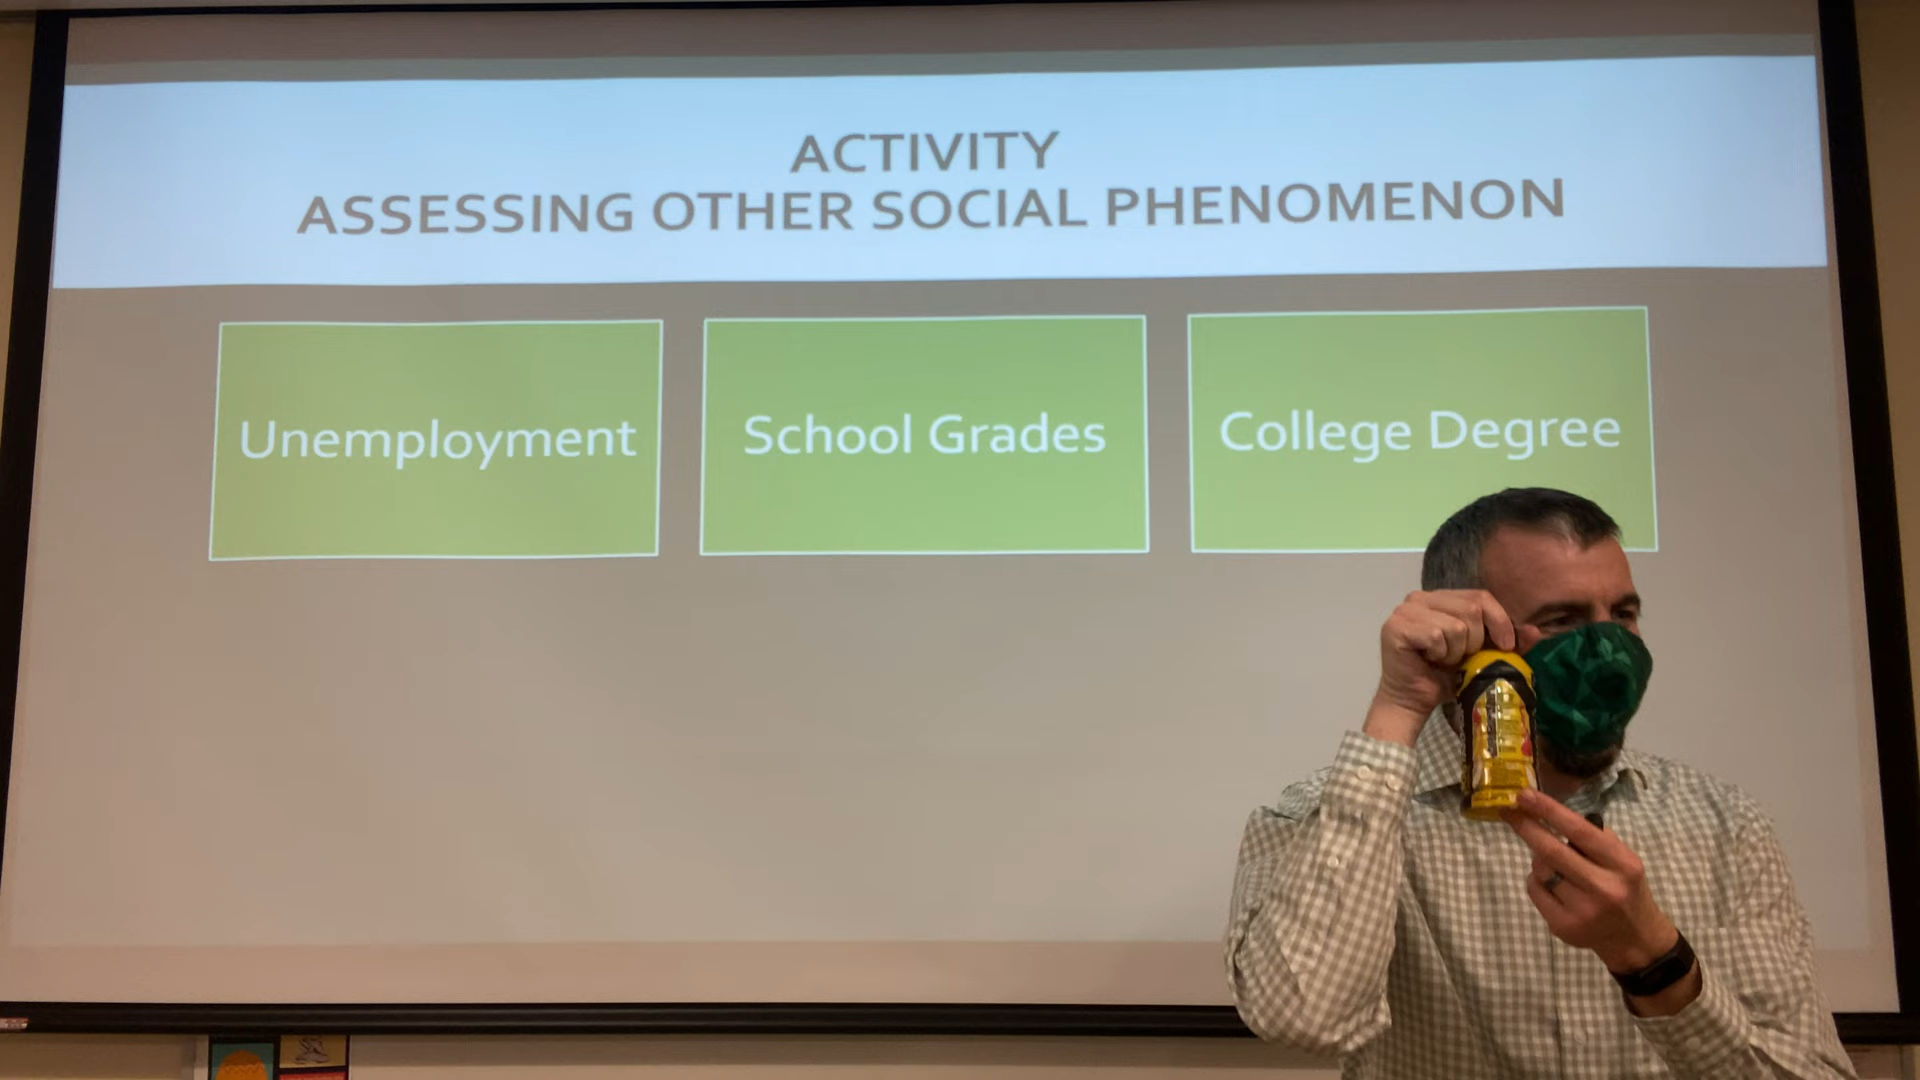 ACTIVITY
ASSESSING OTHER SOCIAL PHENOMENON
Unemployment
School Grades
College Degree